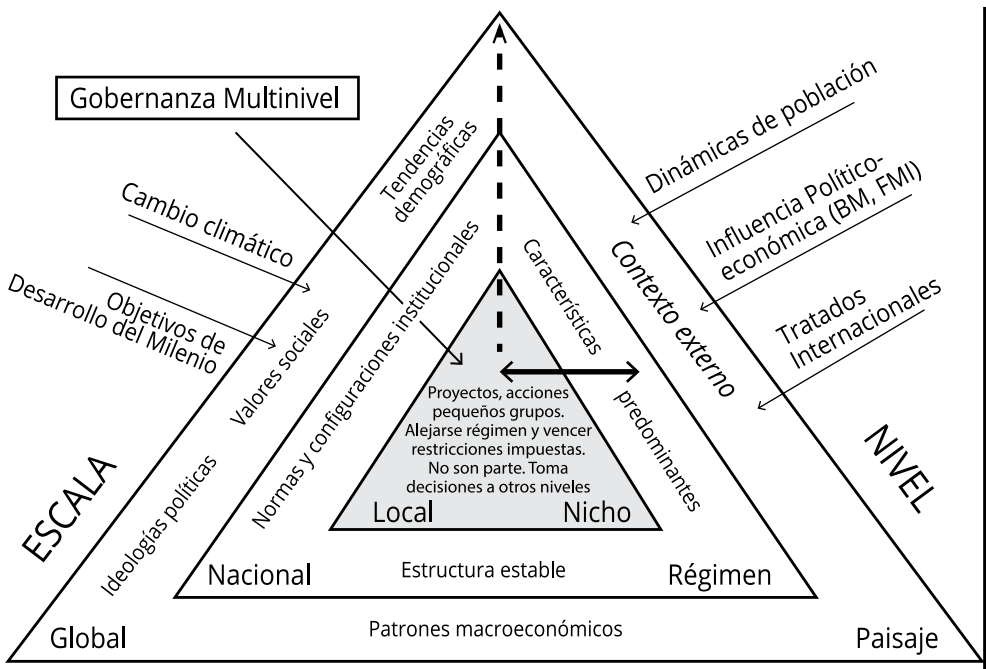 Gobernanza Multinivel
Tendencias
demográficas
Dinámicas de población
Cambio climático
Influencia Político-
económica (BM, FMI)
Objetivos de
Desarrollo del Milenio
Tratados
Internacionales
Valores sociales
Normas y configuraciones institucionales
Características
predominantes
Contexto externo
Proyectos, acciones
pequeños grupos.
Alejarse régimen y vencer
restricciones impuestas.
No son parte. Toma
decisiones a otros niveles
ESCALA
NIVEL
Ideologías políticas
Local
Nicho
Nacional
Estructura estable
Régimen
Global
Patrones macroeconómicos
Paisaje